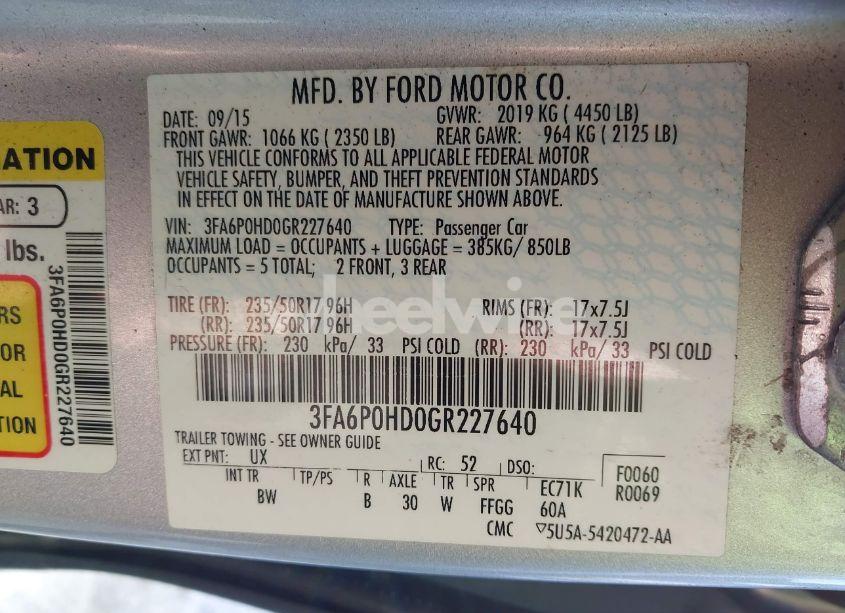 MFD. BY FORD MOTOR CO.
DATE: 09/15 GVWR: 2019 KG ( 4450 LB)
FRONT GAWR: 1066 KG ( 2350 LB) REAR GAWR: 964 KG ( 2125 LB)
THIS VEHICLE CONFORMS TO ALL APPLICABLE FEDERAL MOTOR
VEHICLE SAFETY, BUMPER, AND THEFT PREVENTION STANDARDS
IN EFFECT ON THE DATE OF MANUFACTURE SHOWN ABOVE.
VIN: 3FA6P0HD0GR227640 TYPE: Passenger Car
MAXIMUM LOAD = OCCUPANTS + LUGGAGE = 385KG/ 850LB
OCCUPANTS = 5 TOTAL; 2 FRONT, 3 REAR
TIRE (FR): 235/50R17 96H RIMS (FR): 17x7.5J
(RR): 235/50R17 96H (RR): 17x7.5J
PRESSURE (FR): 230 kPa/ 33 PSI COLD (RR): 230 kPa/ 33 PSI COLD
3FA6P0HD0GR227640
TRAILER TOWING - SEE OWNER GUIDE
EXT PNT: UX RC: 52 DSO: F0060
INT TR TP/PS R AXLE TR SPR EC71K R0069
BW B 30 W FFGG 60A
CMC 5U5A-5420472-AA
ATION
AR: 3
lbs.
RS
OR
AL
TION
3FA6P0HD0GR227640
wheelwire